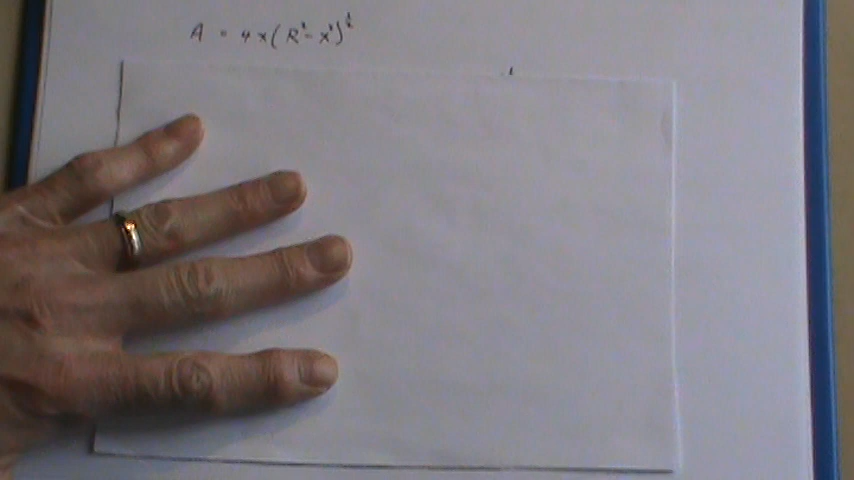 A = 4x(R²-x²)^½